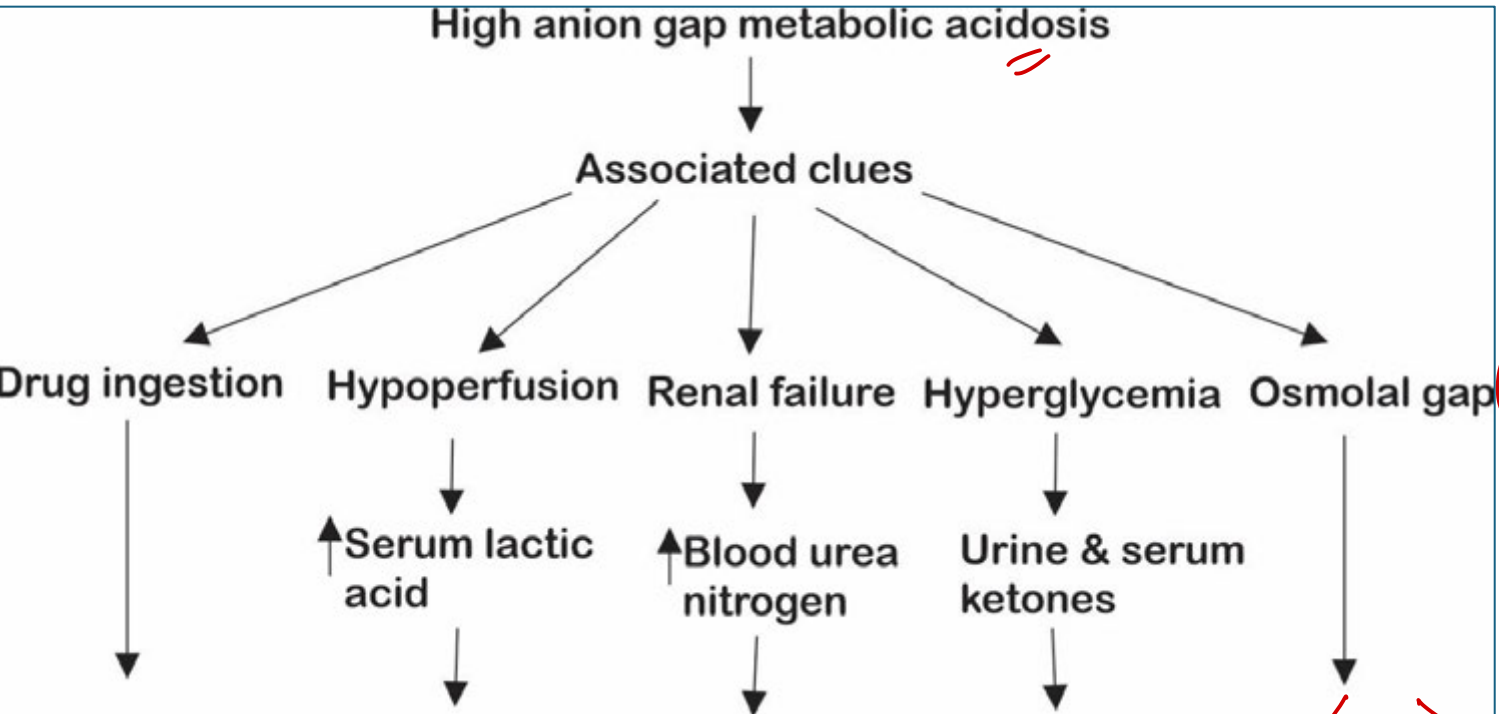 High anion gap metabolic acidosis
Associated clues
Drug ingestion
Hypoperfusion
Renal failure
Hyperglycemia
Osmolal gap
Serum lactic
acid
Blood urea
nitrogen
Urine & serum
ketones